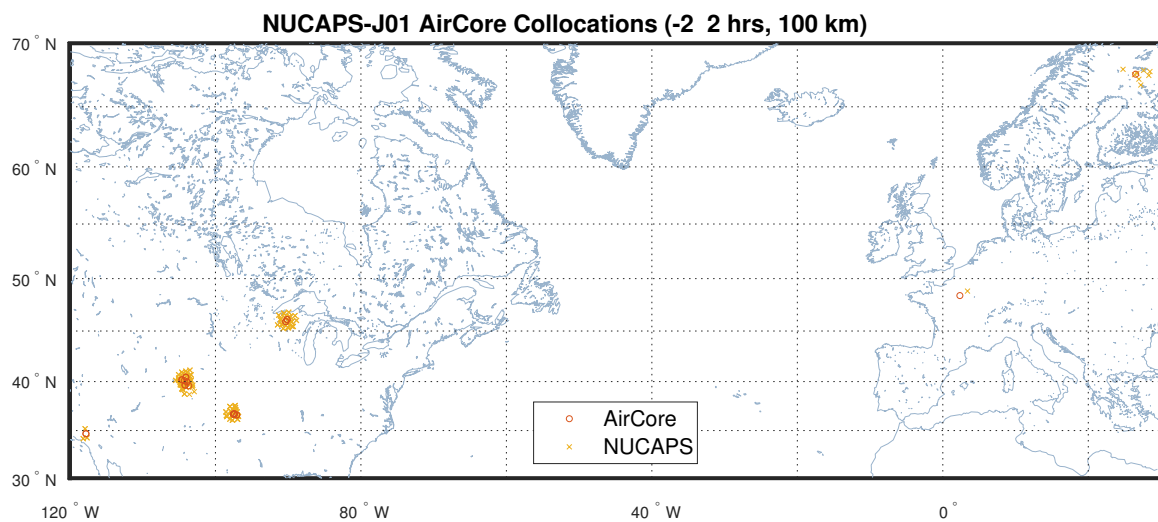 NUCAPS-J01 AirCore Collocations (-2  2 hrs, 100 km)
70° N
60° N
50° N
40° N
30° N
AirCore
NUCAPS
120° W
80° W
40° W
0°